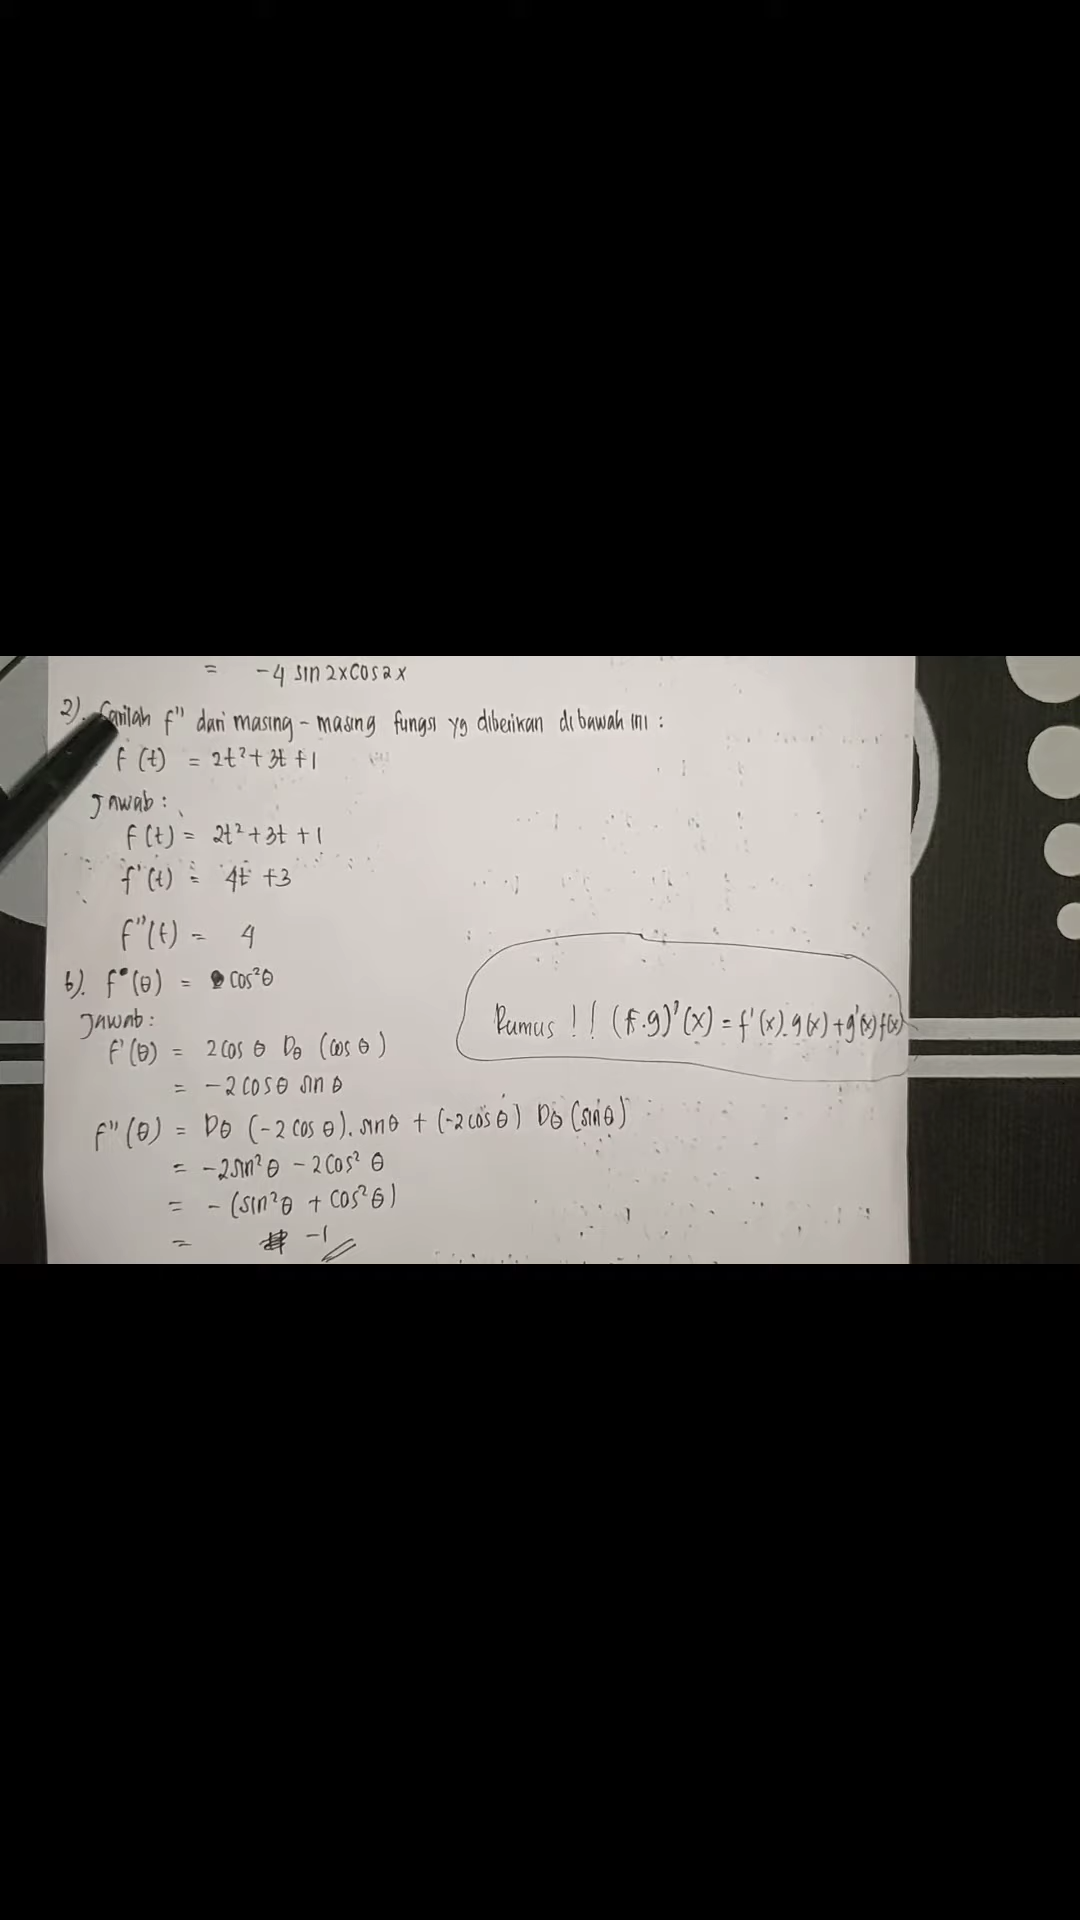 = -4 sin 2x cos 2x
2). Carilah f" dari masing-masing fungsi yg diberikan dibawah ini :
f (t) = 2t² + 3t + 1
Jawab :
f (t) = 2t² + 3t + 1
f'(t) = 4t + 3
f"(t) = 4
b). f(θ) = cos²θ
Jawab :
f'(θ) = 2 cos θ Dθ (cos θ)
= -2 cos θ sin θ
f"(θ) = Dθ (-2 cos θ). sin θ + (-2 cos θ) Dθ (sin θ)
= -2 sin² θ - 2 cos² θ
= - (sin² θ + cos² θ)
= -1
Rumus !! (f.g)'(x) = f'(x). g(x) + g'(x) f(x)